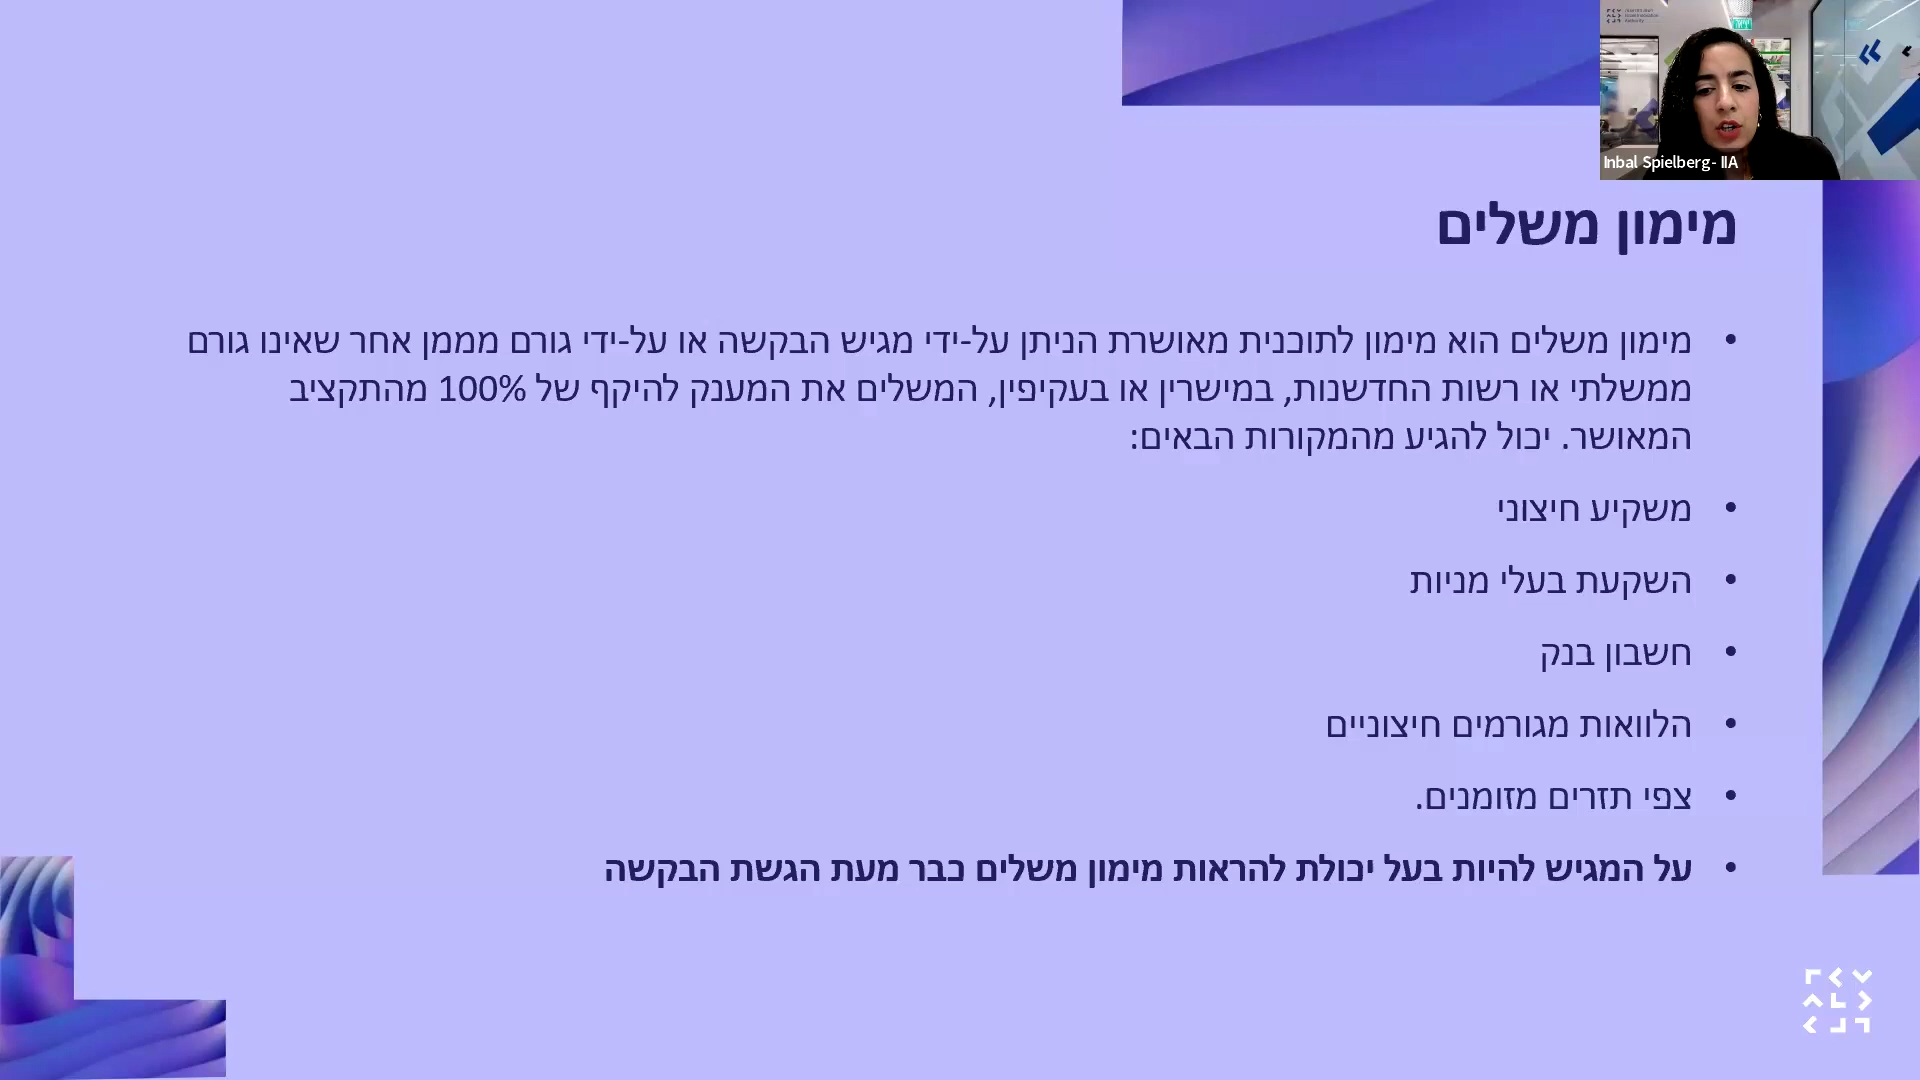 Inbal Spielberg- IIA
מימון משלים
• מימון משלים הוא מימון לתוכנית מאושרת הניתן על-ידי מגיש הבקשה או על-ידי גורם מממן אחר שאינו גורם
ממשלתי או רשות החדשנות, במישרין או בעקיפין, המשלים את המענק להיקף של 100% מהתקציב
המאושר. יכול להגיע מהמקורות הבאים:
• משקיע חיצוני
• השקעת בעלי מניות
• חשבון בנק
• הלוואות מגורמים חיצוניים
• צפי תזרים מזומנים.
• על המגיש להיות בעל יכולת להראות מימון משלים כבר מעת הגשת הבקשה